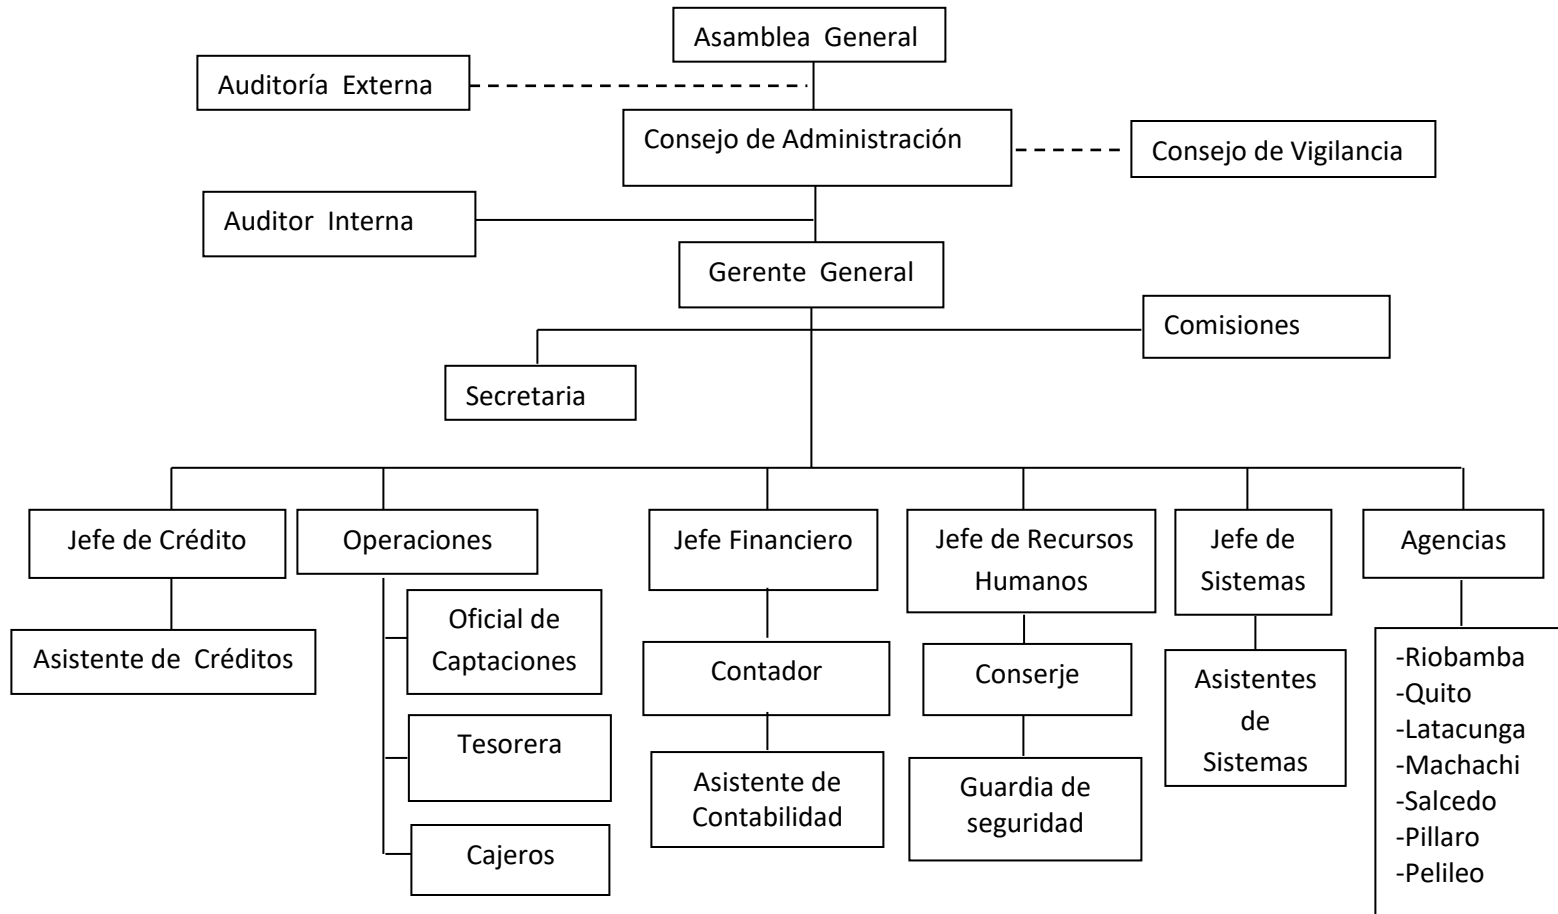 Asamblea General
Auditoría Externa
Consejo de Administración
Consejo de Vigilancia
Auditor Interna
Gerente General
Comisiones
Secretaria
Jefe de Crédito
Operaciones
Jefe Financiero
Jefe de Recursos
Humanos
Jefe de
Sistemas
Agencias
Asistente de Créditos
Oficial de
Captaciones
Tesorera
Cajeros
Contador
Asistente de
Contabilidad
Conserje
Guardia de
seguridad
Asistentes
de
Sistemas
-Riobamba
-Quito
-Latacunga
-Machachi
-Salcedo
-Pillaro
-Pelileo